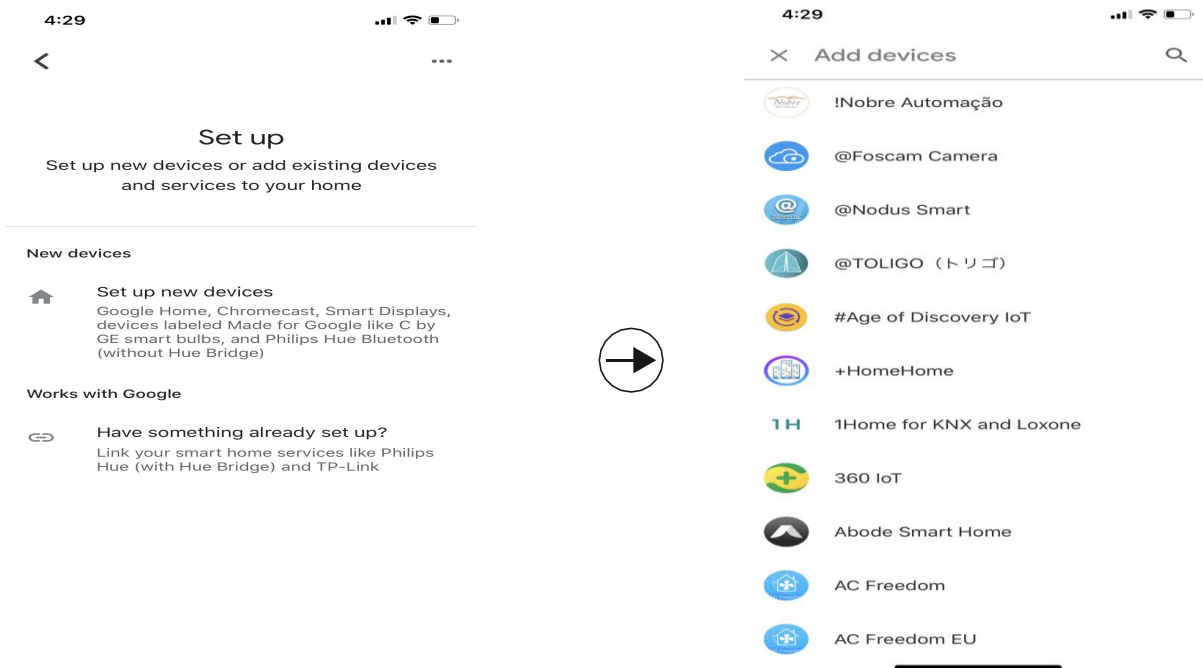 4:29
Set up
Set up new devices or add existing devices
and services to your home
New devices
Set up new devices
Google Home, Chromecast, Smart Displays,
devices labeled Made for Google like C by
GE smart bulbs, and Philips Hue Bluetooth
(without Hue Bridge)
Works with Google
Have something already set up?
Link your smart home services like Philips
Hue (with Hue Bridge) and TP-Link
4:29
Add devices
Nobre
!Nobre Automação
@Foscam Camera
@
@Nodus Smart
@TOLIGO（トリゴ）
#Age of Discovery IoT
+HomeHome
1H
1Home for KNX and Loxone
360 IoT
Abode Smart Home
AC Freedom
AC Freedom EU